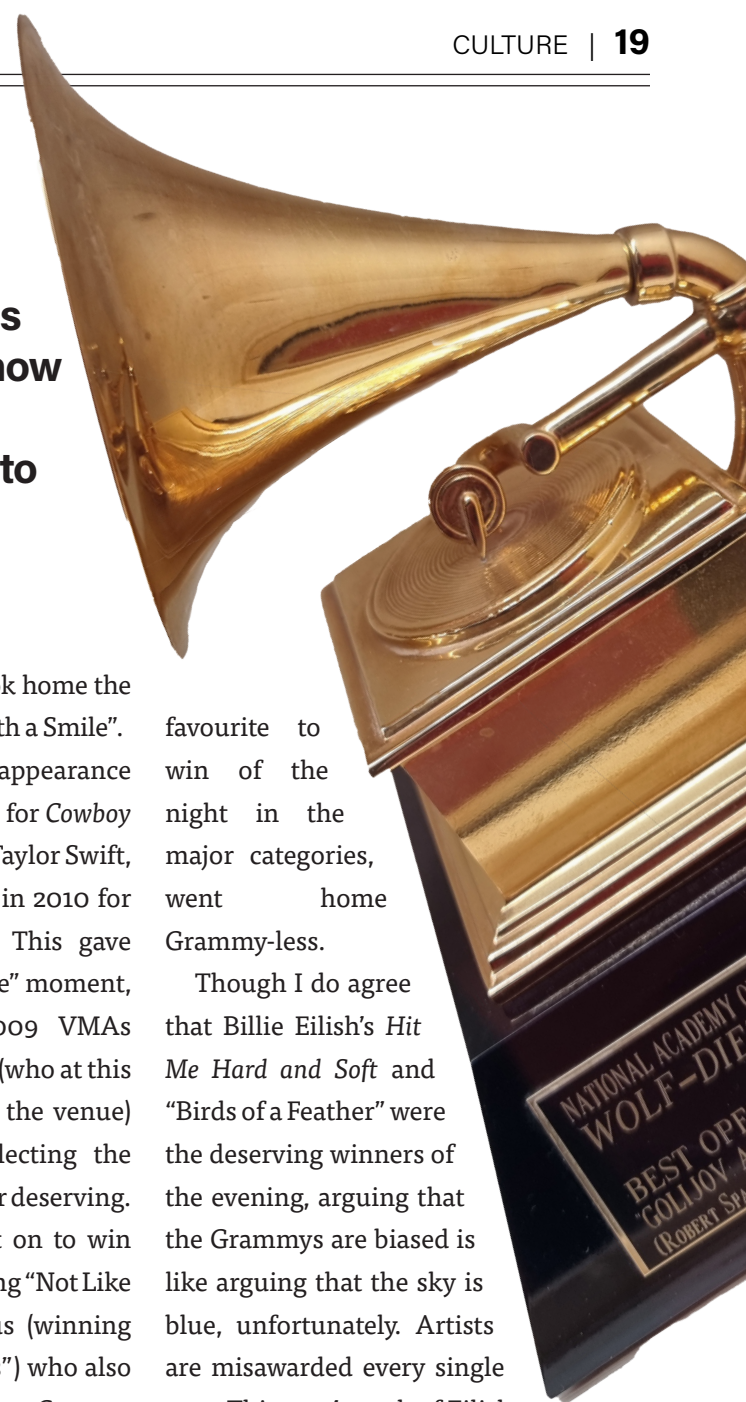 CULTURE | 19
s
now
to
ok home the
th a Smile”.
appearance
for Cowboy
Taylor Swift,
in 2010 for
This gave
e” moment,
009 VMAs
(who at this
the venue)
lecting the
r deserving.
t on to win
ng “Not Like
us (winning
s”) who also
favourite to
win of the
night in the
major categories,
went home
Grammy-less.
Though I do agree
that Billie Eilish’s Hit
Me Hard and Soft and
“Birds of a Feather” were
the deserving winners of
the evening, arguing that
the Grammys are biased is
like arguing that the sky is
blue, unfortunately. Artists
are misawarded every single
NATIONAL ACADEMY O
WOLF-DIE
BEST OPE
“GOLIJOV: A
(ROBERT SPA